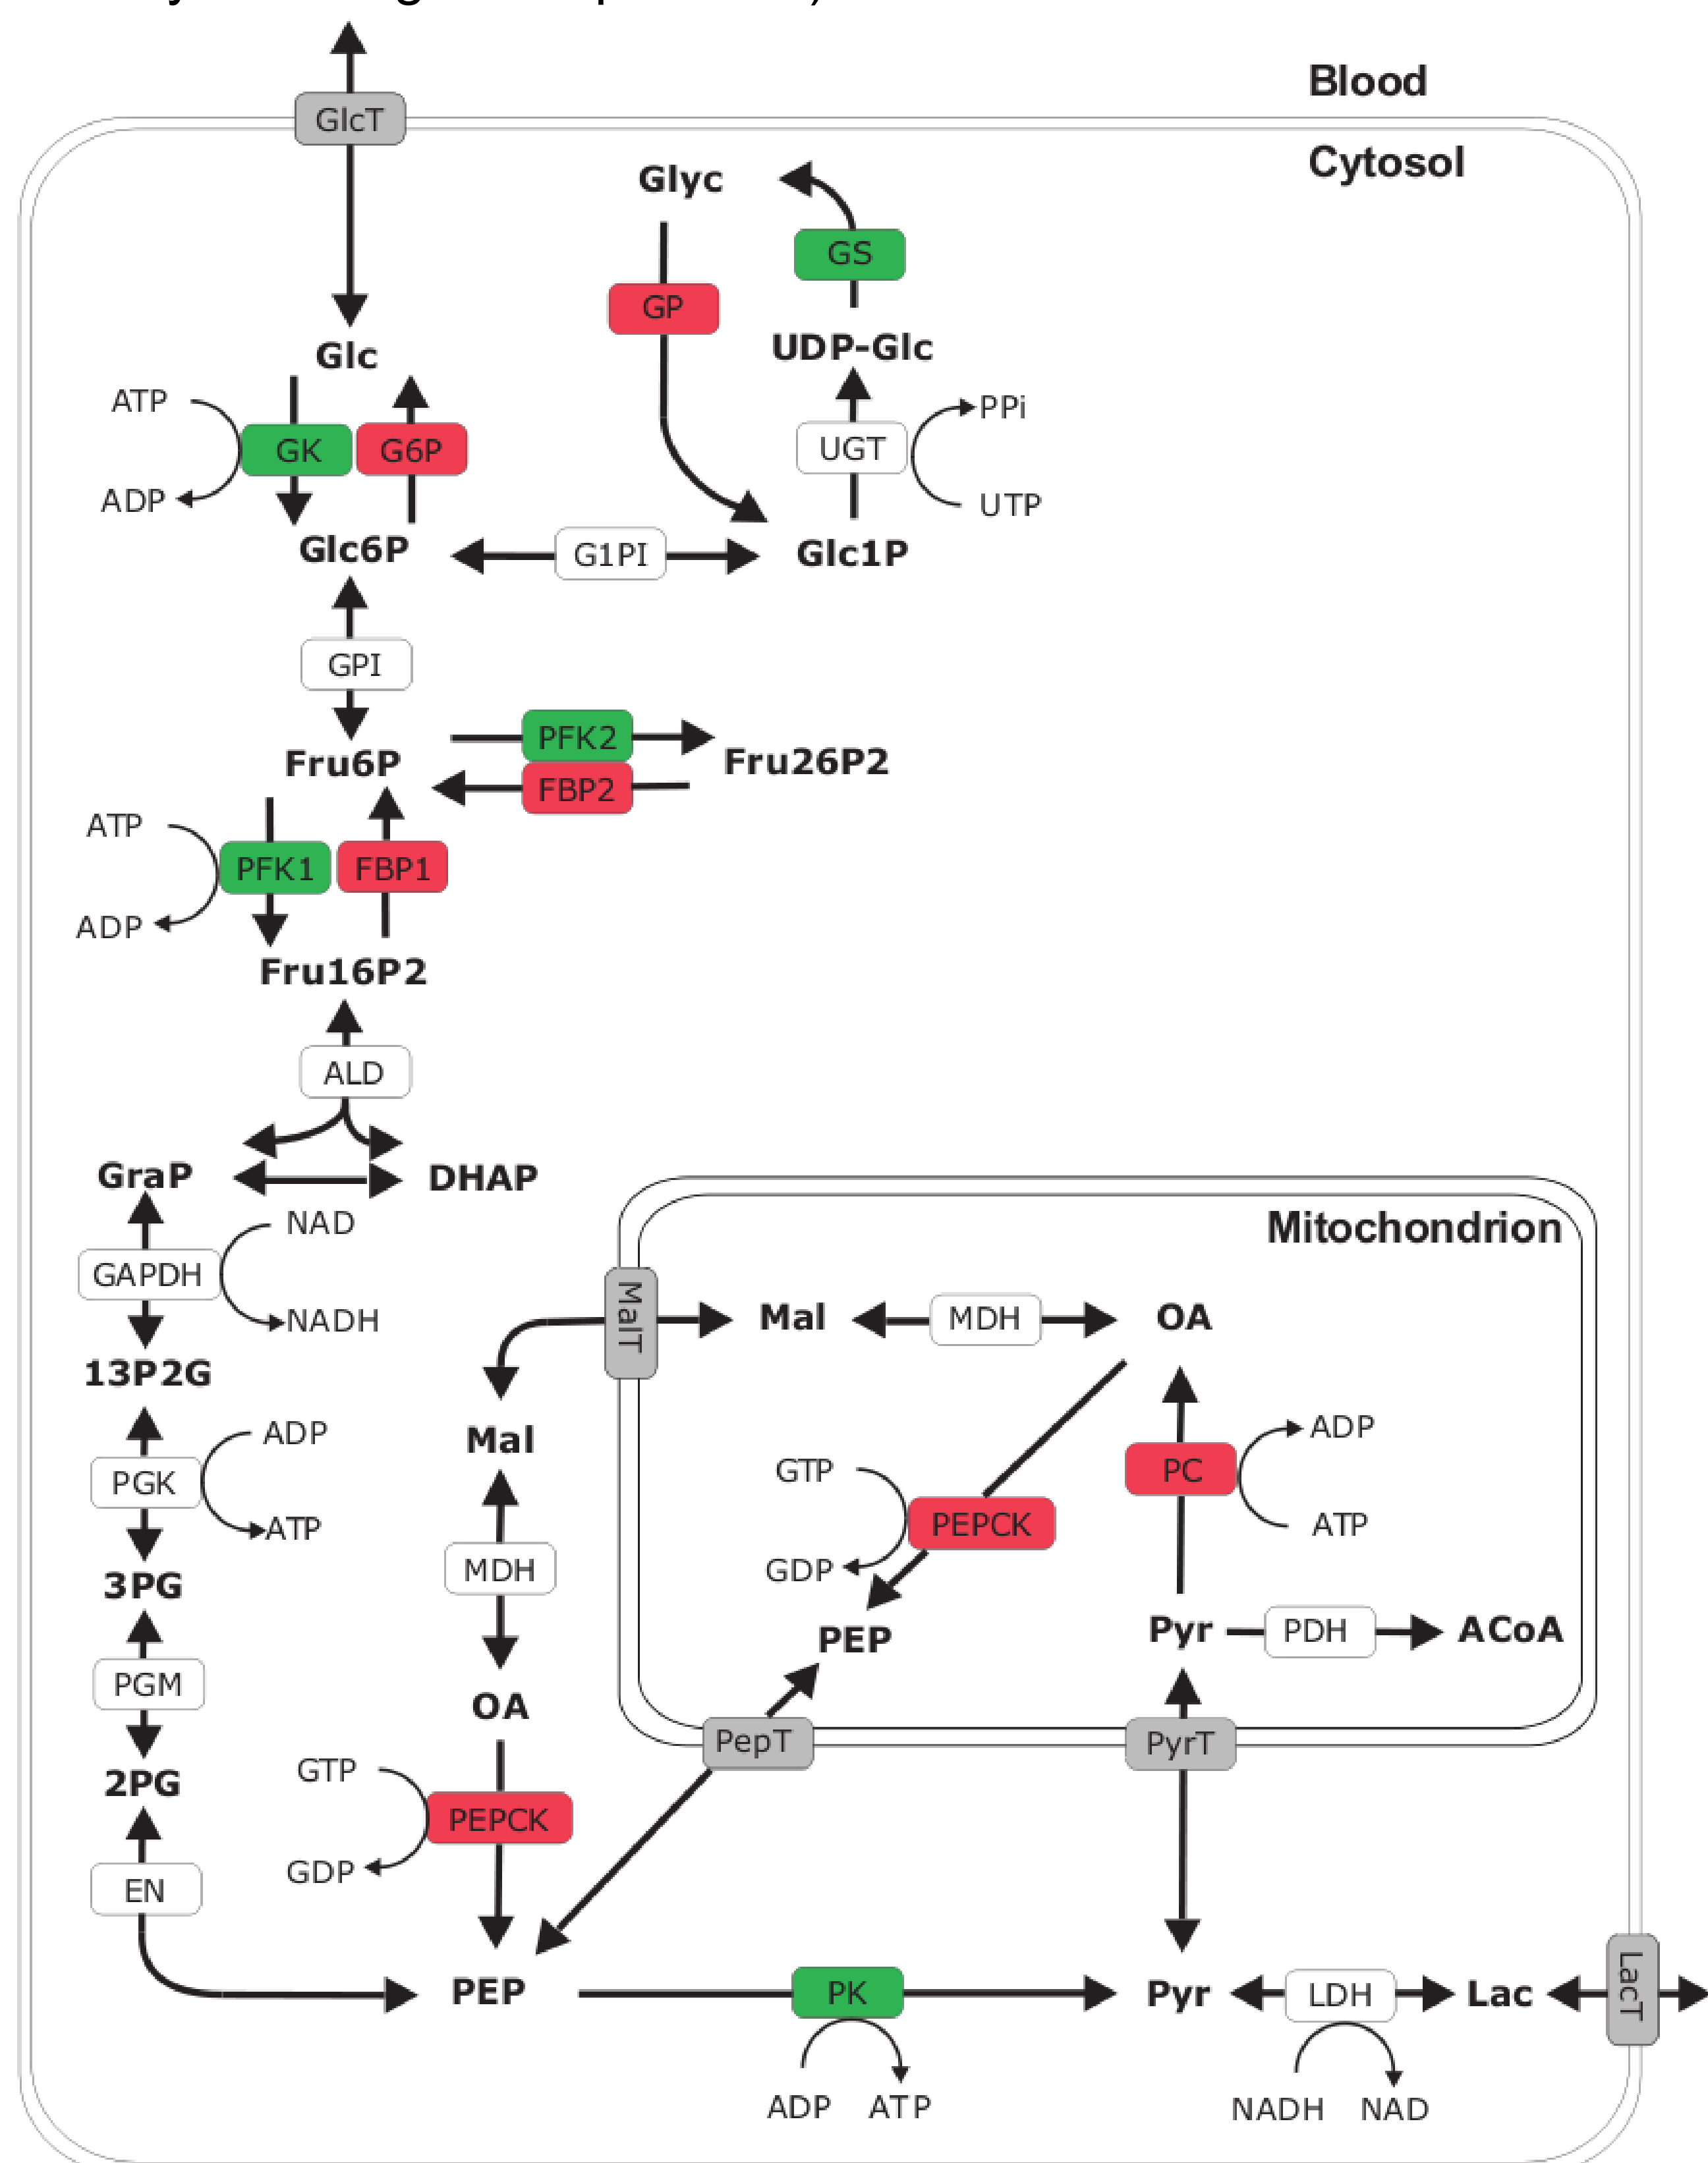 Blood
GlcT
Cytosol
Glyc
GS
GP
UDP-Glc
Glc
ATP
PPi
GK
G6P
UGT
ADP
UTP
Glc6P
G1PI
Glc1P
GPI
PFK2
Fru6P
Fru26P2
FBP2
ATP
PFK1
FBP1
ADP
Fru16P2
ALD
GraP
DHAP
NAD
Mitochondrion
GAPDH
NADH
MalT
Mal
MDH
OA
13P2G
ADP
Mal
ADP
PGK
GTP
PC
ATP
PEPCK
ATP
MDH
GDP
3PG
PEP
Pyr
PDH
ACoA
PGM
OA
PepT
PyrT
2PG
GTP
PEPCK
GDP
EN
PEP
PK
Pyr
LDH
Lac
LacT
ADP
ATP
NADH
NAD